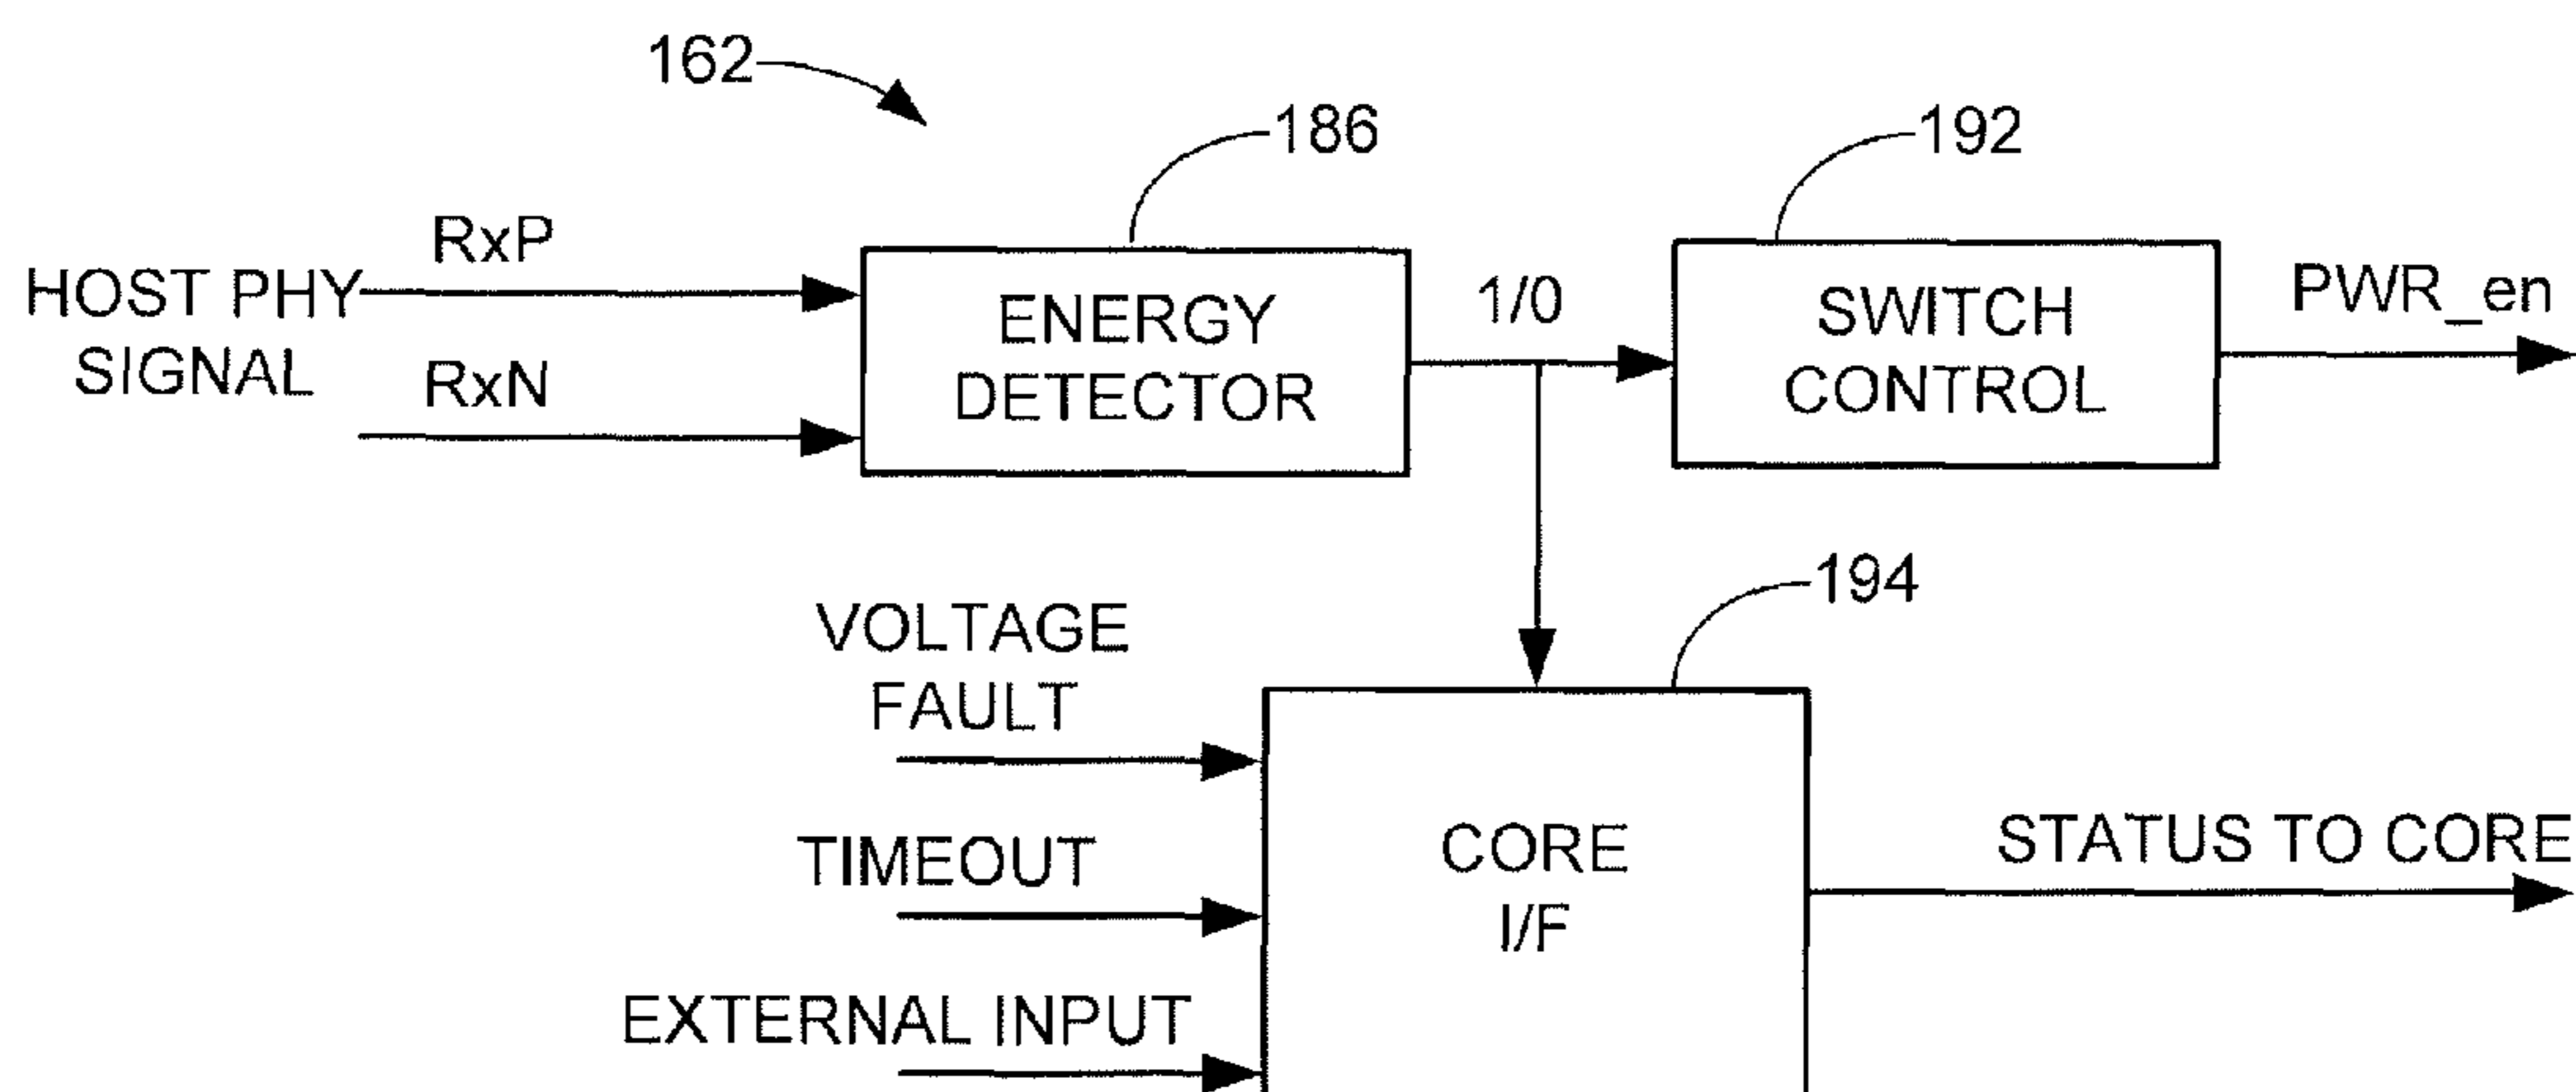 162
186
192
RxP
HOST PHY
SIGNAL
RxN
ENERGY
DETECTOR
1/0
SWITCH
CONTROL
PWR_en
194
VOLTAGE
FAULT
TIMEOUT
EXTERNAL INPUT
CORE
I/F
STATUS TO CORE